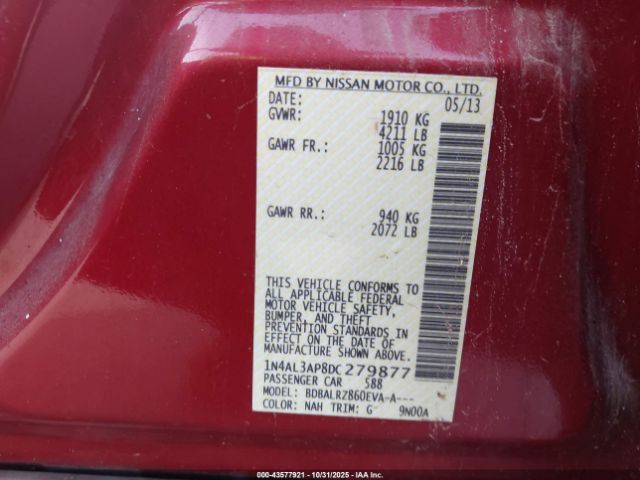 MFD BY NISSAN MOTOR CO., LTD.
DATE: 05/13
GVWR: 1910 KG
4211 LB
GAWR FR.: 1005 KG
2216 LB
GAWR RR.: 940 KG
2072 LB
THIS VEHICLE CONFORMS TO
ALL APPLICABLE FEDERAL
MOTOR VEHICLE SAFETY,
BUMPER, AND THEFT
PREVENTION STANDARDS IN
EFFECT ON THE DATE OF
MANUFACTURE SHOWN ABOVE.
1N4AL3AP8DC279877
PASSENGER CAR 588
MODEL: BDBALRZ860EVA-A---
COLOR: NAH TRIM: G- 9N00A
000-43577921 - 10/31/2025 - © IAA Holdings, LLC